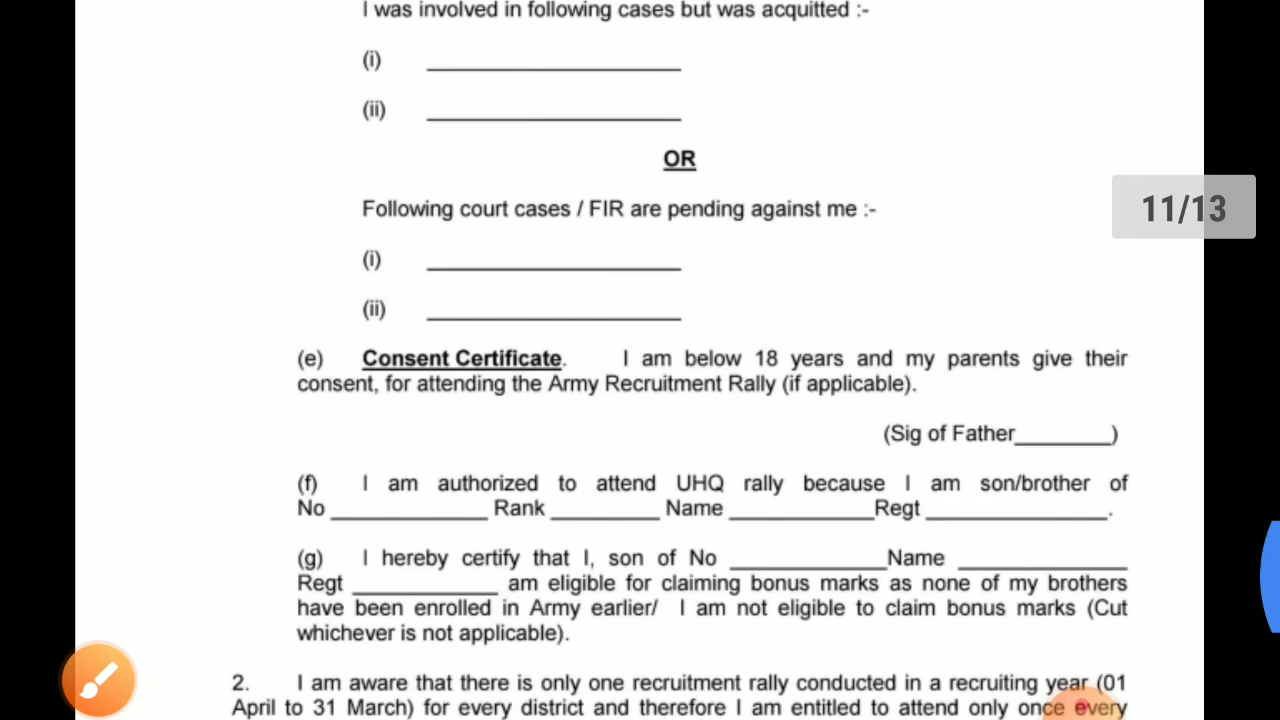 I was involved in following cases but was acquitted :-
(i) ____________________
(ii) ____________________
OR
Following court cases / FIR are pending against me :-
11/13
(i) ____________________
(ii) ____________________
(e) Consent Certificate. I am below 18 years and my parents give their
consent, for attending the Army Recruitment Rally (if applicable).
(Sig of Father________)
(f) I am authorized to attend UHQ rally because I am son/brother of
No _____________ Rank _________ Name ____________Regt _______________.
(g) I hereby certify that I, son of No _____________Name ______________
Regt ____________ am eligible for claiming bonus marks as none of my brothers
have been enrolled in Army earlier/ I am not eligible to claim bonus marks (Cut
whichever is not applicable).
2. I am aware that there is only one recruitment rally conducted in a recruiting year (01
April to 31 March) for every district and therefore I am entitled to attend only once every